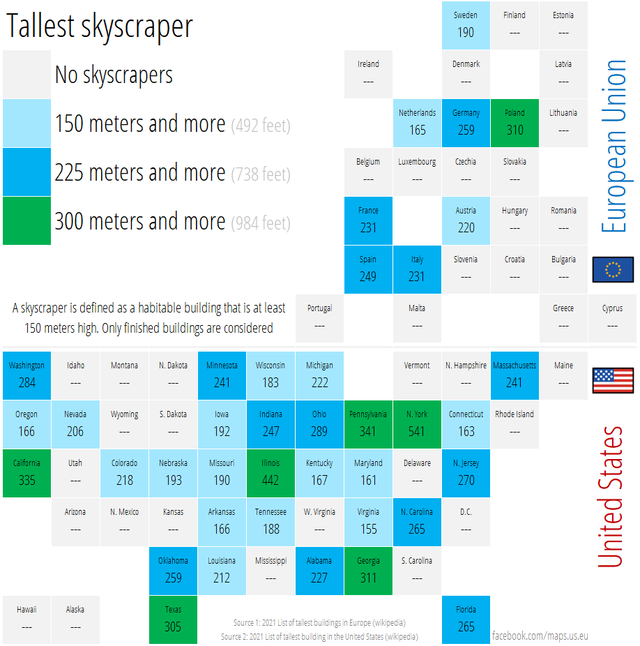 Tallest skyscraper
No skyscrapers
150 meters and more (492 feet)
225 meters and more (738 feet)
300 meters and more (984 feet)
A skyscraper is defined as a habitable building that is at least
150 meters high. Only finished buildings are considered
European Union
Sweden Finland Estonia
190 --- ---
Ireland Denmark Latvia
--- --- ---
Netherlands Germany Poland Lithuania
165 259 310 ---
Belgium Luxembourg Czechia Slovakia
--- --- --- ---
France Austria Hungary Romania
231 220 --- ---
Spain Italy Slovenia Croatia Bulgaria
249 231 --- --- ---
Portugal Malta Greece Cyprus
--- --- --- ---
United States
Washington Idaho Montana N. Dakota Minnesota Wisconsin Michigan Vermont N. Hampshire Massachusetts Maine
284 --- --- --- 241 183 222 --- --- 241 ---
Oregon Nevada Wyoming S. Dakota Iowa Indiana Ohio Pennsylvania N. York Connecticut Rhode Island
166 206 --- --- 192 247 289 341 541 163 ---
California Utah Colorado Nebraska Missouri Illinois Kentucky Maryland Delaware N. Jersey
335 --- 218 193 190 442 167 161 --- 270
Arizona N. Mexico Kansas Arkansas Tennessee W. Virginia Virginia N. Carolina D.C.
--- --- --- 166 188 --- 155 265 ---
Oklahoma Louisiana Mississippi Alabama Georgia S. Carolina
259 212 --- 227 311 ---
Hawaii Alaska Texas Florida
--- --- 305 265
Source 1: 2021 List of tallest buildings in Europe (wikipedia)
Source 2: 2021 List of tallest building in the United States (wikipedia)
facebook.com/maps.us.eu